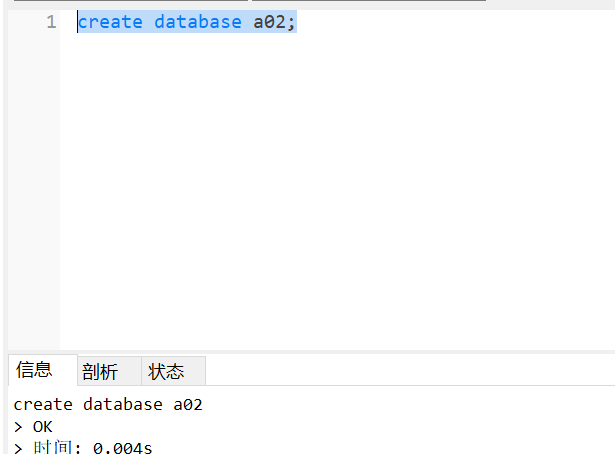 1 create database a02;
信息 剖析 状态
create database a02
> OK
> 时间: 0.004s